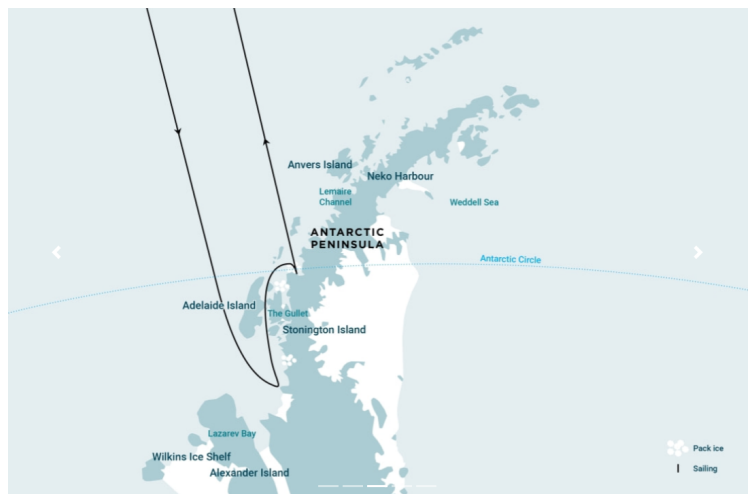 Anvers Island
Neko Harbour
Lemaire
Channel
Weddell Sea
ANTARCTIC
PENINSULA
Antarctic Circle
Adelaide Island
The Gullet
Stonington Island
Lazarev Bay
Wilkins Ice Shelf
Alexander Island
Pack ice
Sailing